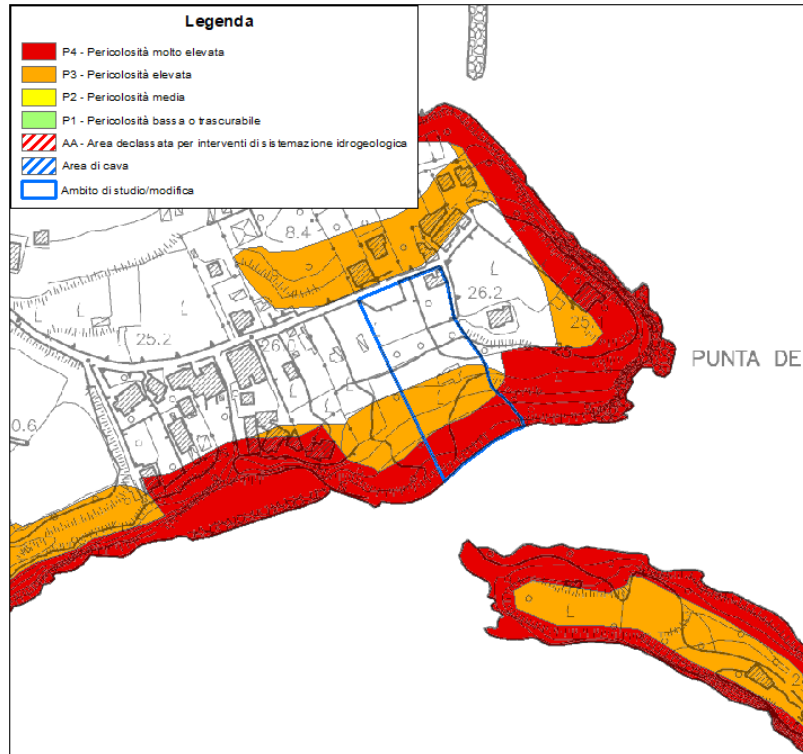 Legenda
P4 - Pericolosità molto elevata
P3 - Pericolosità elevata
P2 - Pericolosità media
P1 - Pericolosità bassa o trascurabile
AA - Area declassata per interventi di sistemazione idrogeologica
Area di cava
Ambito di studio/modifica
8.4
L
26.2
L
L
25.2
26.
25.
PUNTA DE
L
0.6
L
L
L